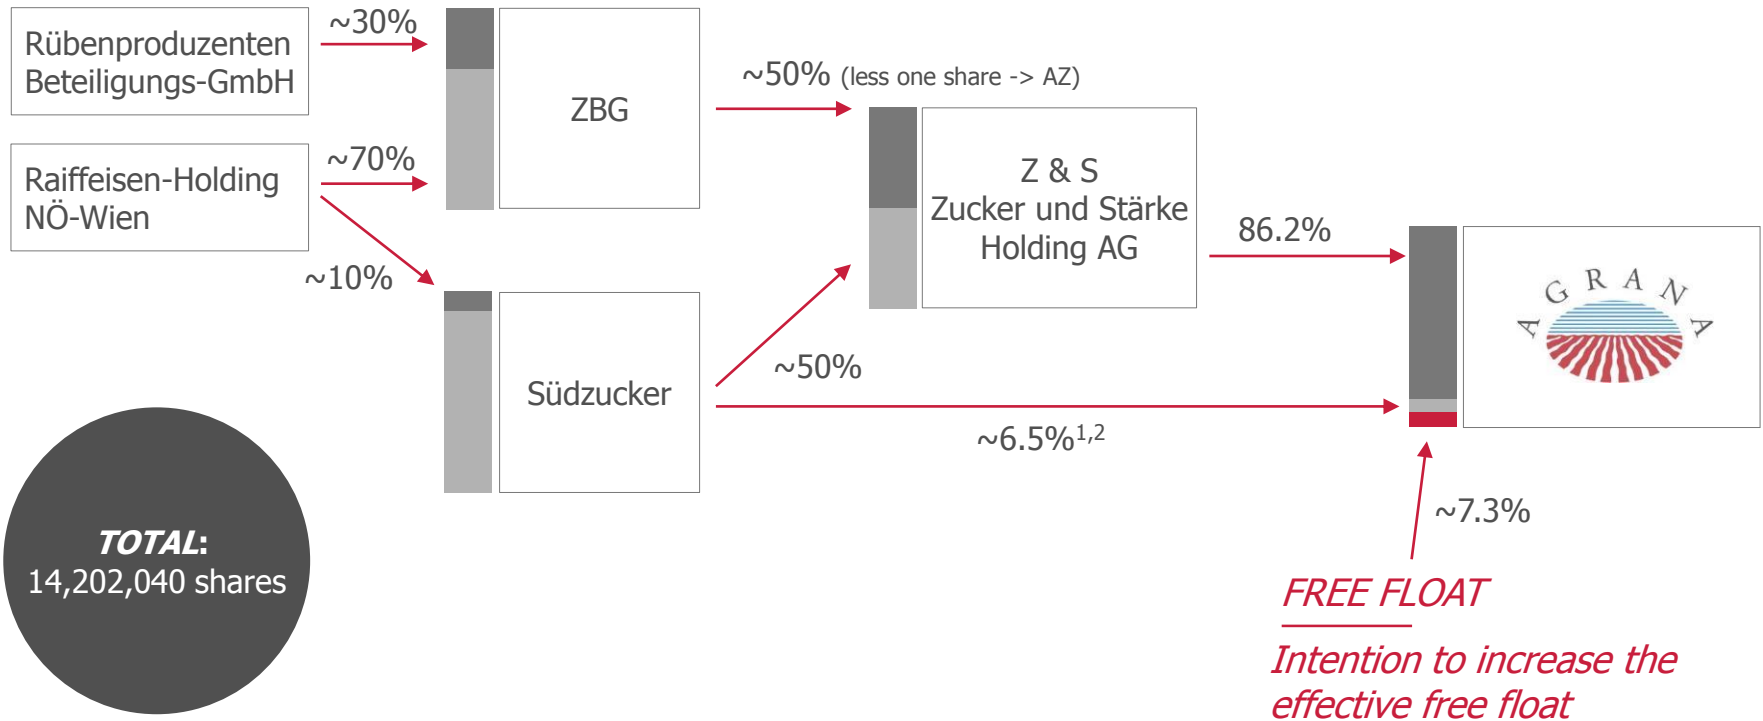 Rübenproduzenten
Beteiligungs-GmbH
~30%
ZBG
~50% (less one share -> AZ)
Raiffeisen-Holding
NÖ-Wien
~70%
~10%
Z & S
Zucker und Stärke
Holding AG
86.2%
AGRANA
Südzucker
~50%
~6.5%1,2
~7.3%
TOTAL:
14,202,040 shares
FREE FLOAT
Intention to increase the
effective free float